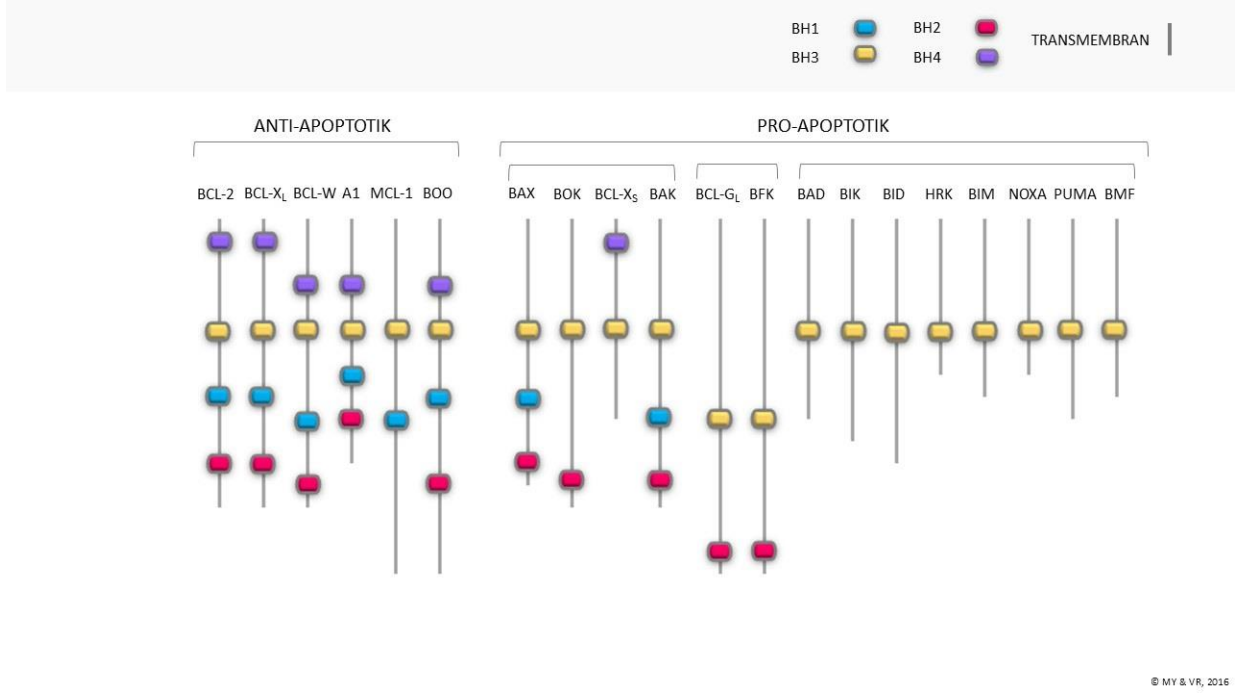 BH1 BH2 TRANSMEMBRAN
BH3 BH4
ANTI-APOPTOTIK PRO-APOPTOTIK
BCL-2 BCL-XL BCL-W A1 MCL-1 BOO BAX BOK BCL-XS BAK BCL-GL BFK BAD BIK BID HRK BIM NOXA PUMA BMF
© MY & VR, 2016